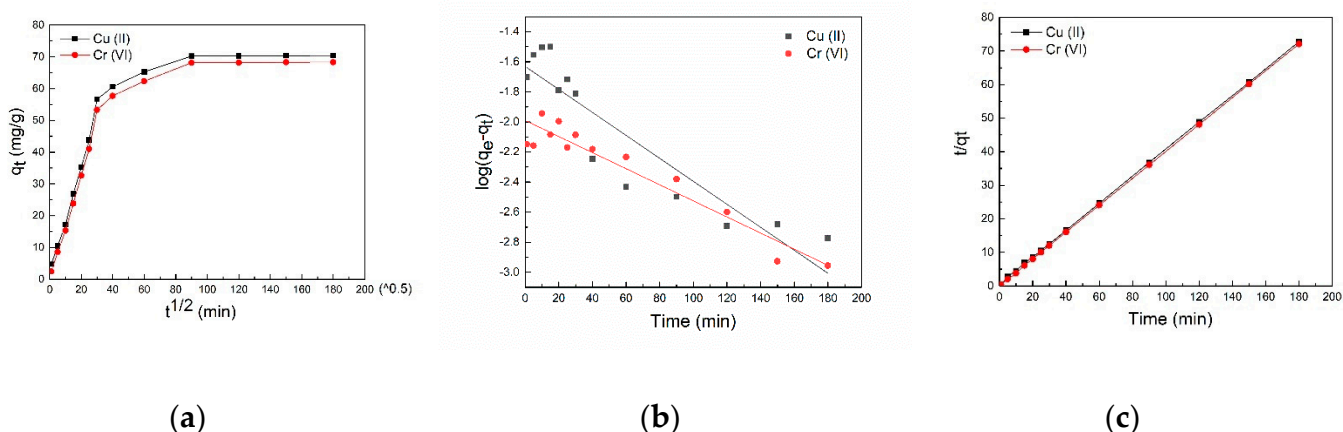 80
70
60
50
40
30
20
10
0
qt (mg/g)
Cu (II)
Cr (VI)
0 20 40 60 80 100 120 140 160 180 200 (^0.5)
t1/2 (min)
(a)
-1.4
-1.6
-1.8
-2.0
-2.2
-2.4
-2.6
-2.8
-3.0
log(qe-qt)
Cu (II)
Cr (VI)
0 20 40 60 80 100 120 140 160 180 200
Time (min)
(b)
80
70
60
50
40
30
20
10
0
t/qt
Cu (II)
Cr (VI)
0 20 40 60 80 100 120 140 160 180 200
Time (min)
(c)